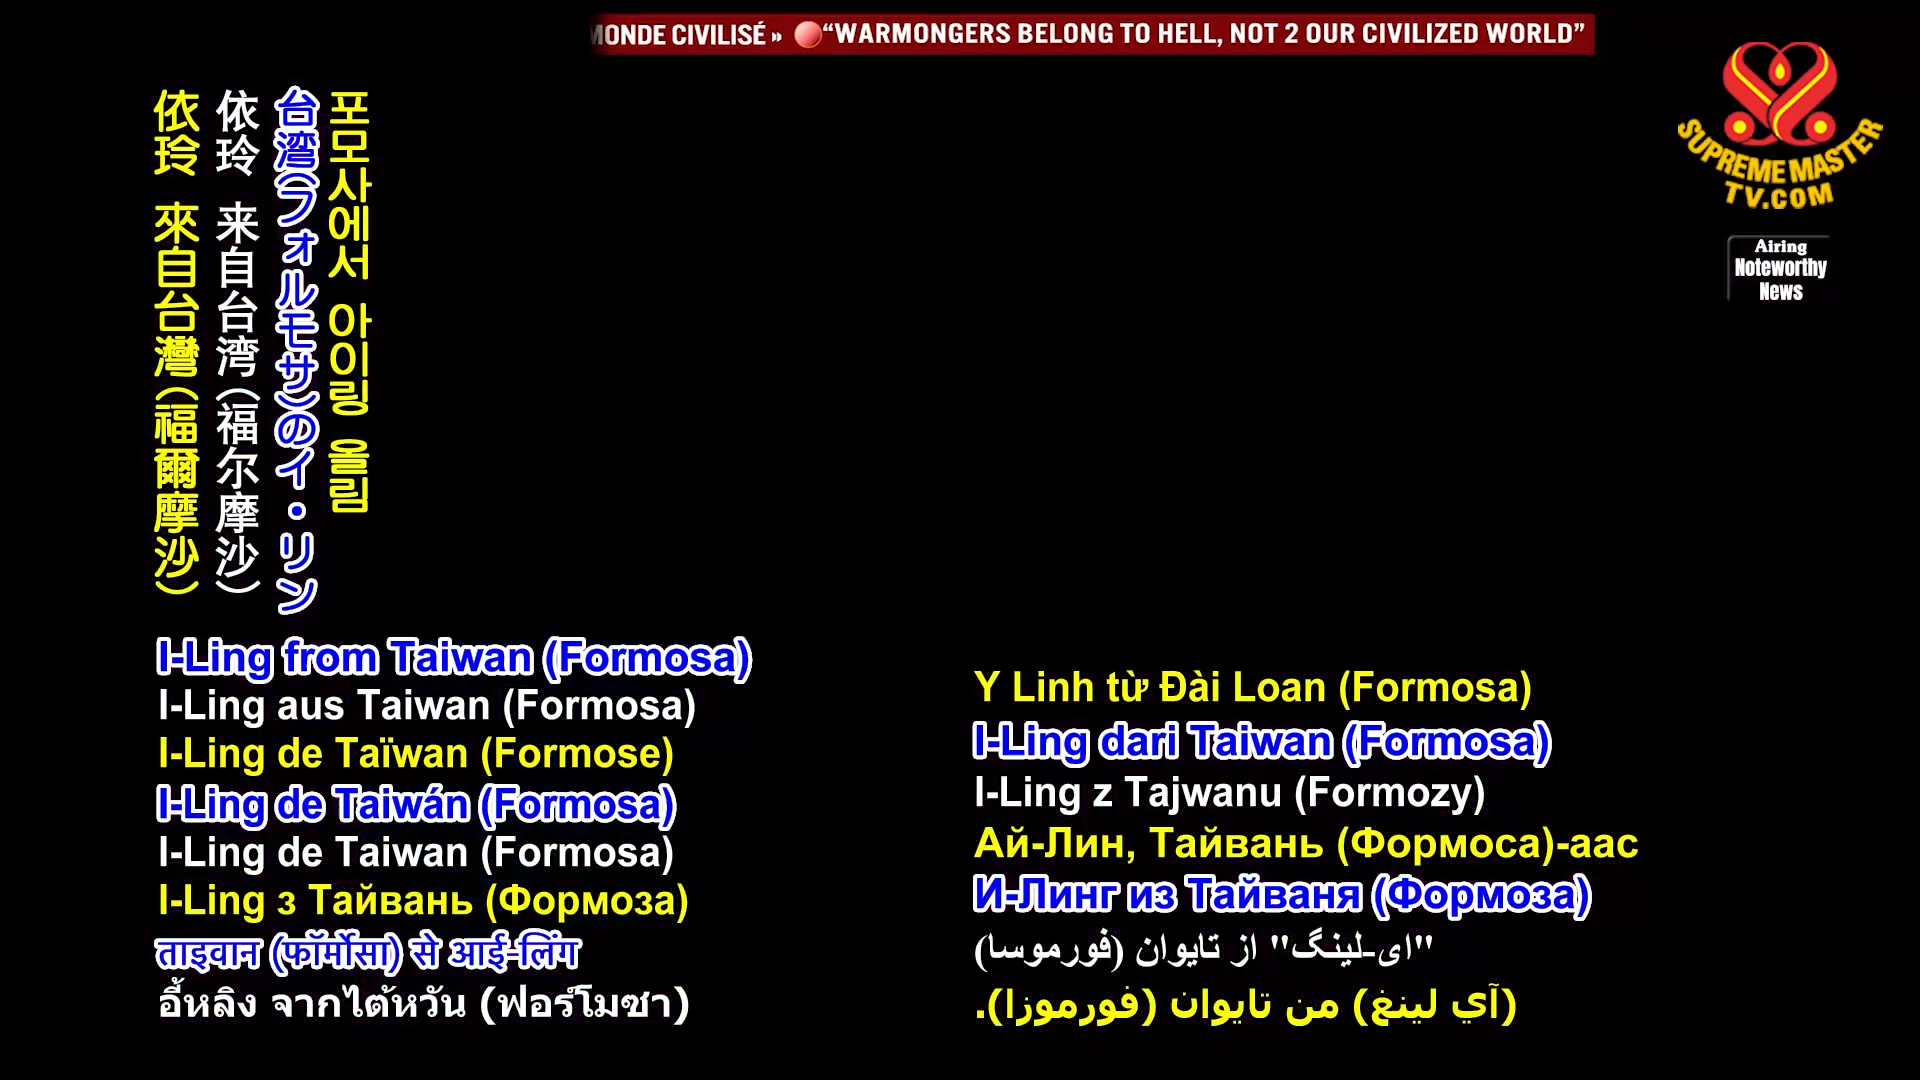 MONDE CIVILISÉ » “WARMONGERS BELONG TO HELL, NOT 2 OUR CIVILIZED WORLD”
SUPREME MASTER
TV.COM
Airing
Noteworthy
News
포모사에서 아이링 올림
台湾(フォルモサ)のイ・リン
依玲 来自台湾(福尔摩沙)
依玲 來自台灣(福爾摩沙)
I-Ling from Taiwan (Formosa)
I-Ling aus Taiwan (Formosa)
I-Ling de Taïwan (Formose)
I-Ling de Taiwán (Formosa)
I-Ling de Taiwan (Formosa)
I-Ling з Тайвань (Формоза)
ताइवान (फॉर्मोसा) से आई-लिंग
อี้หลิง จากไต้หวัน (ฟอร์โมซา)
Y Linh từ Đài Loan (Formosa)
I-Ling dari Taiwan (Formosa)
I-Ling z Tajwanu (Formozy)
Ай-Лин, Тайвань (Формоса)-аас
И-Линг из Тайваня (Формоза)
"ای-لینگ" از تایوان (فورموسا)
(آي لينغ) من تايوان (فورموزا).